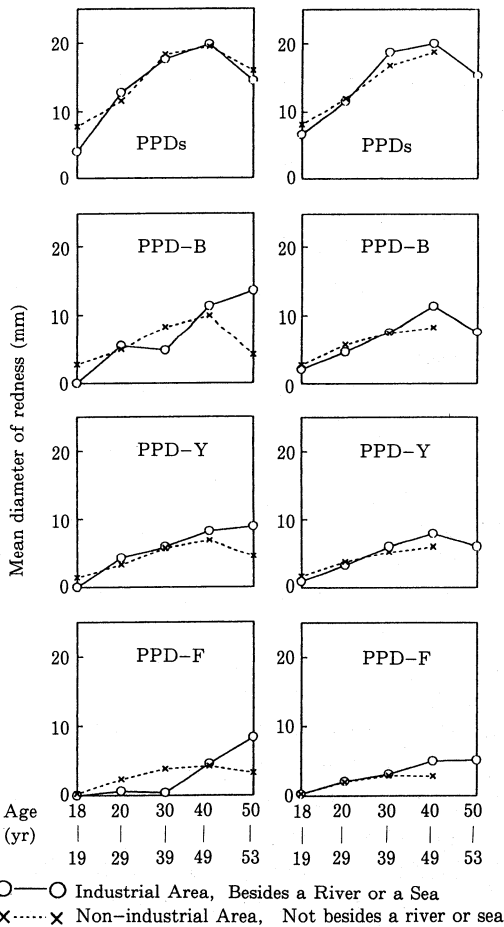 20
10
0
PPDs
20
10
0
PPDs
20
10
0
PPD-B
20
10
0
PPD-B
Mean diameter of redness (mm)
20
10
0
PPD-Y
20
10
0
PPD-Y
20
10
0
PPD-F
20
10
0
PPD-F
Age 18 20 30 40 50 18 20 30 40 50
(yr)
19 29 39 49 53 19 29 39 49 53
Industrial Area, Besides a River or a Sea
Non-industrial Area, Not besides a river or sea